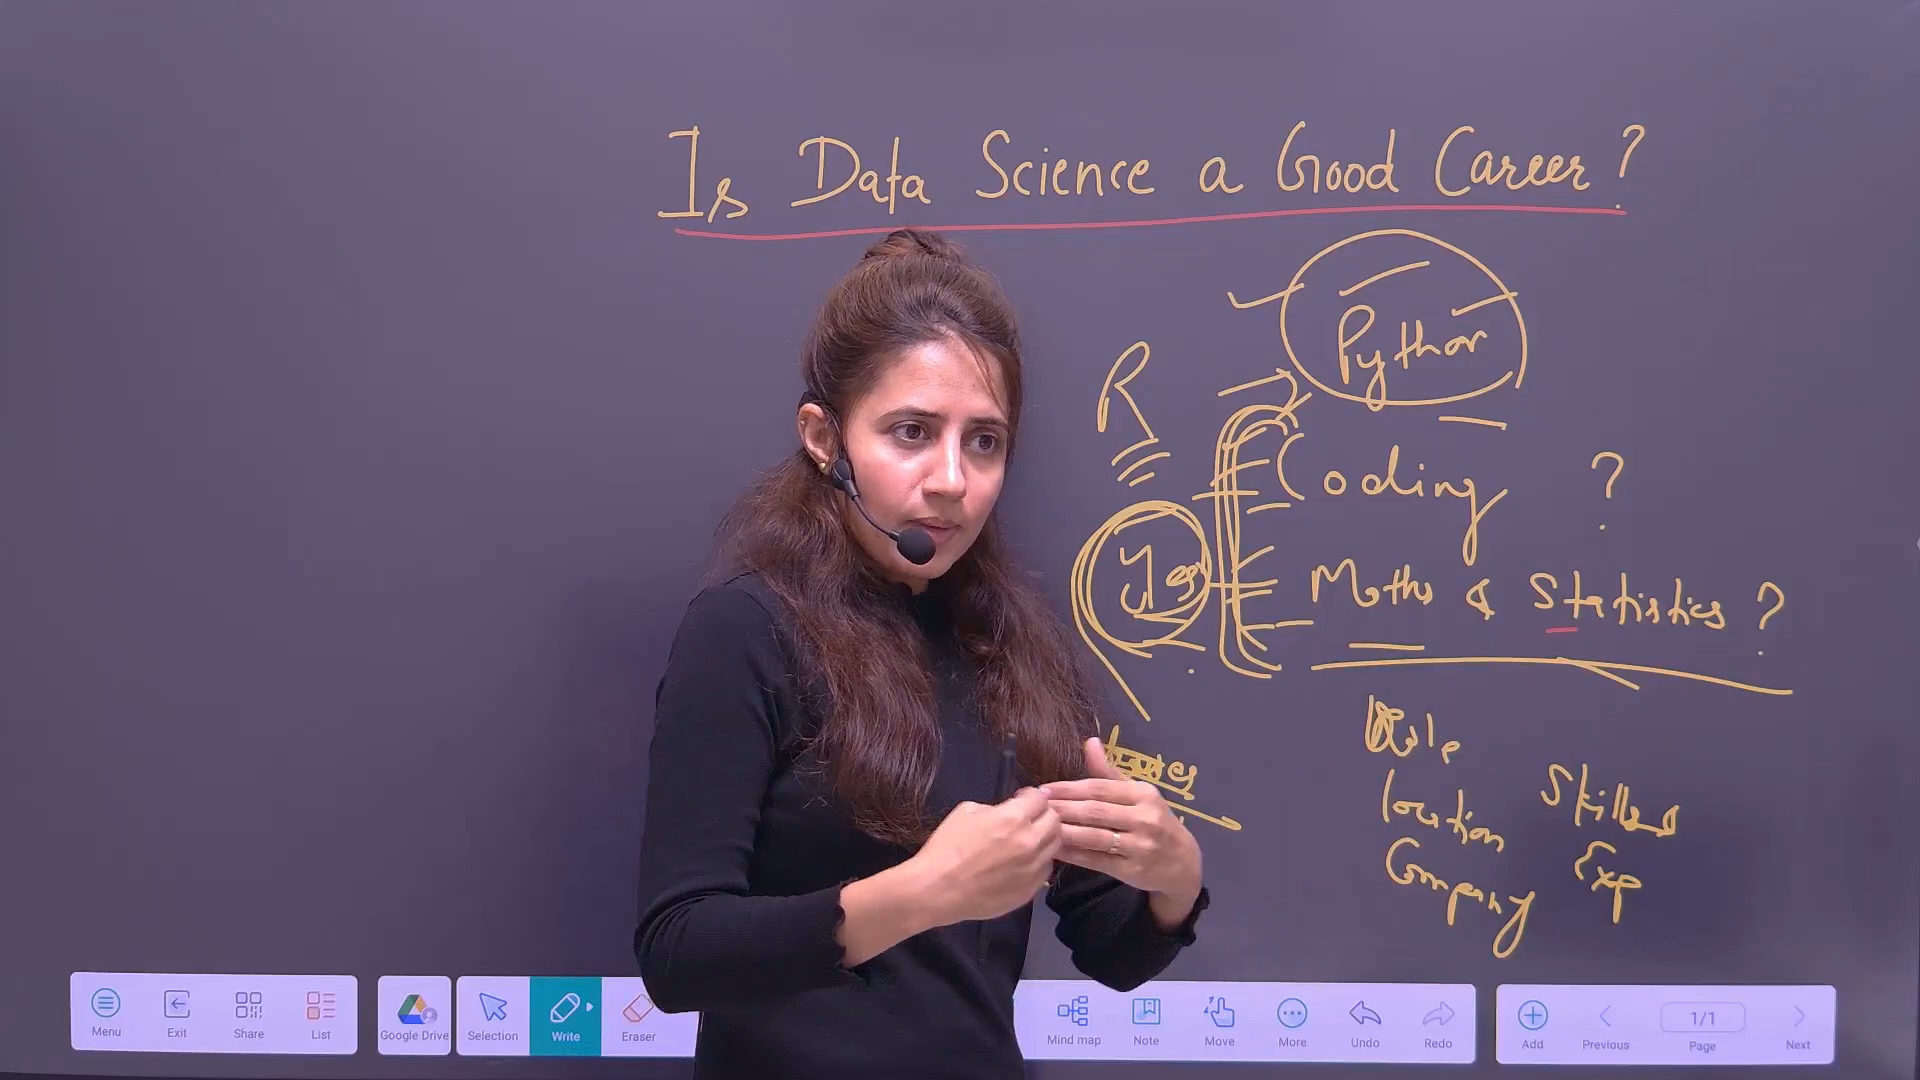 Is Data Science a Good Career?
Python
R
Coding ?
Yes
Maths & Statistics ?
Role
location
Skills
Company
Exp
Menu
Exit
Share
List
Google Drive
Selection
Write
Eraser
Mind map
Note
Move
More
Undo
Redo
Add
Previous
1/1
Page
Next